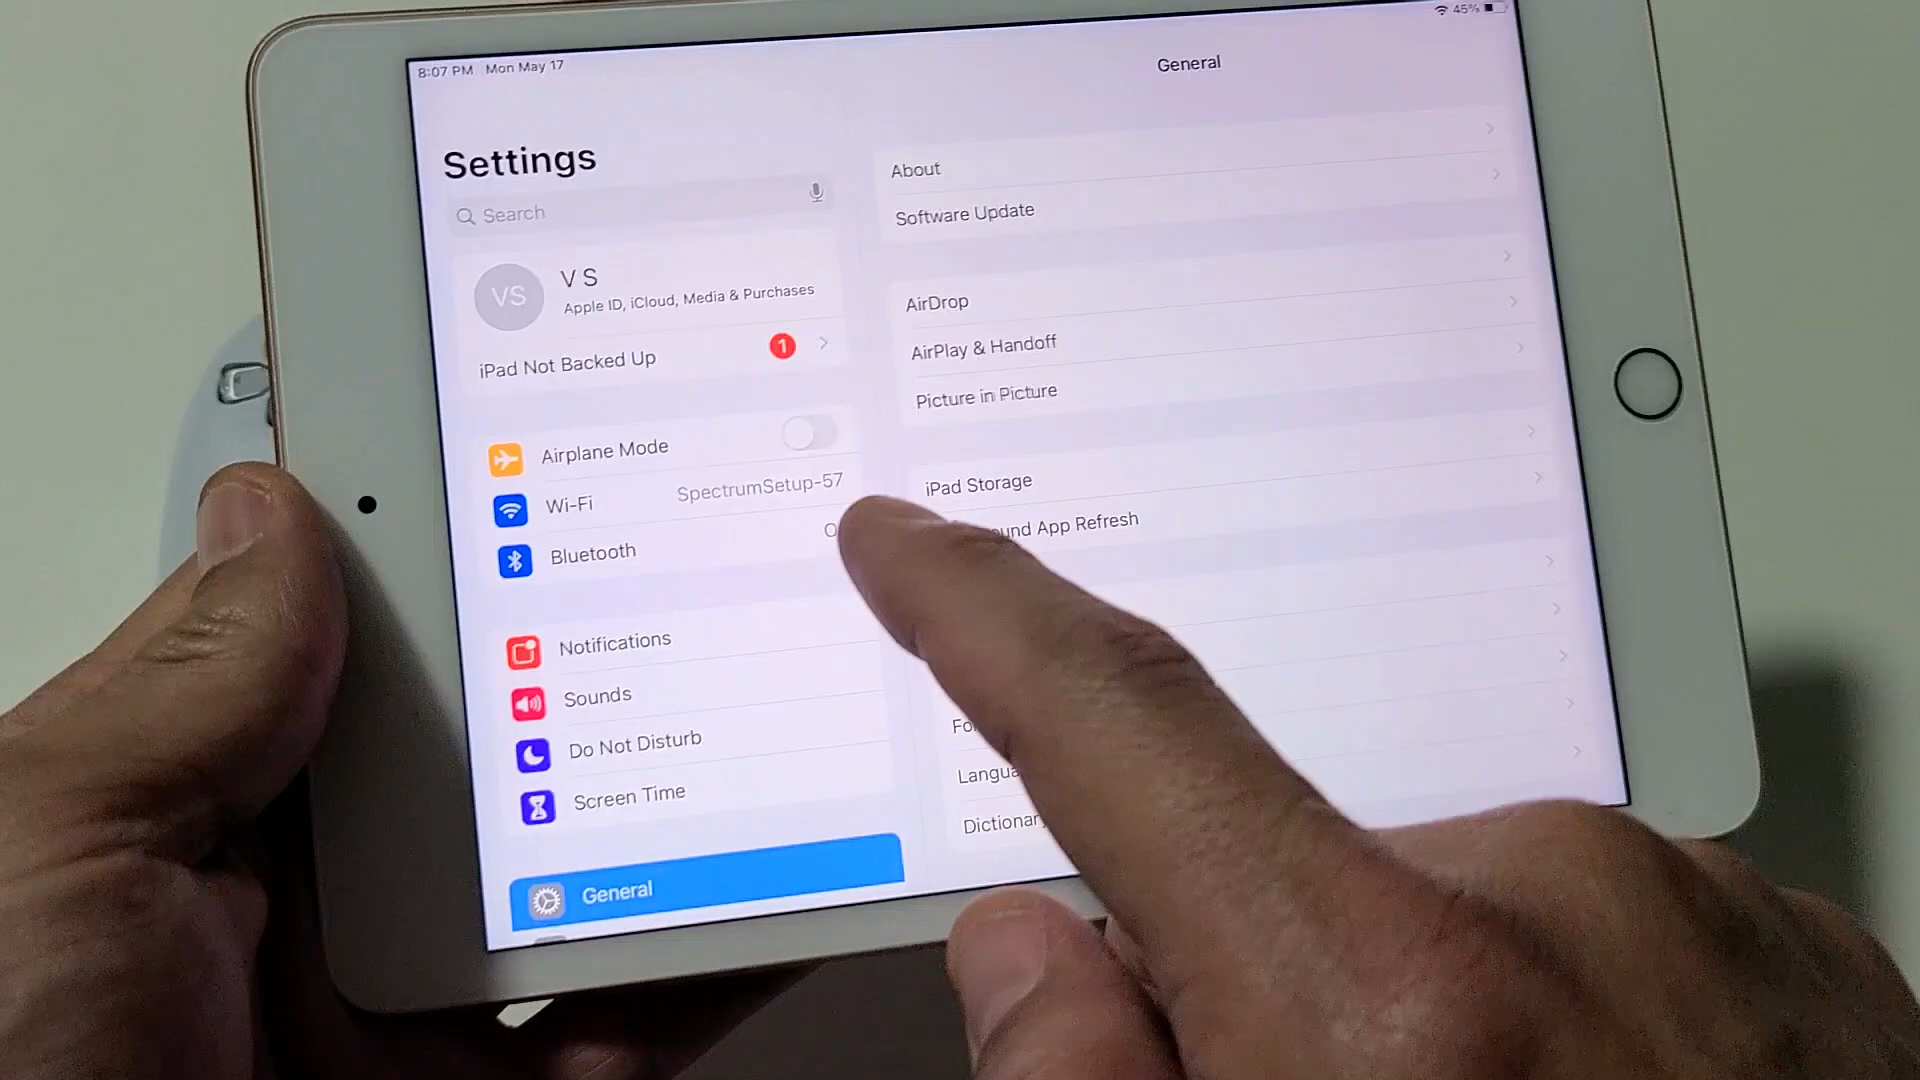 8:07 PM Mon May 17
45%
Settings
Search
VS
V S
Apple ID, iCloud, Media & Purchases
iPad Not Backed Up
1
Airplane Mode
Wi-Fi SpectrumSetup-57
Bluetooth
Notifications
Sounds
Do Not Disturb
Screen Time
General
General
About
Software Update
AirDrop
AirPlay & Handoff
Picture in Picture
iPad Storage
App Refresh
Dictionary